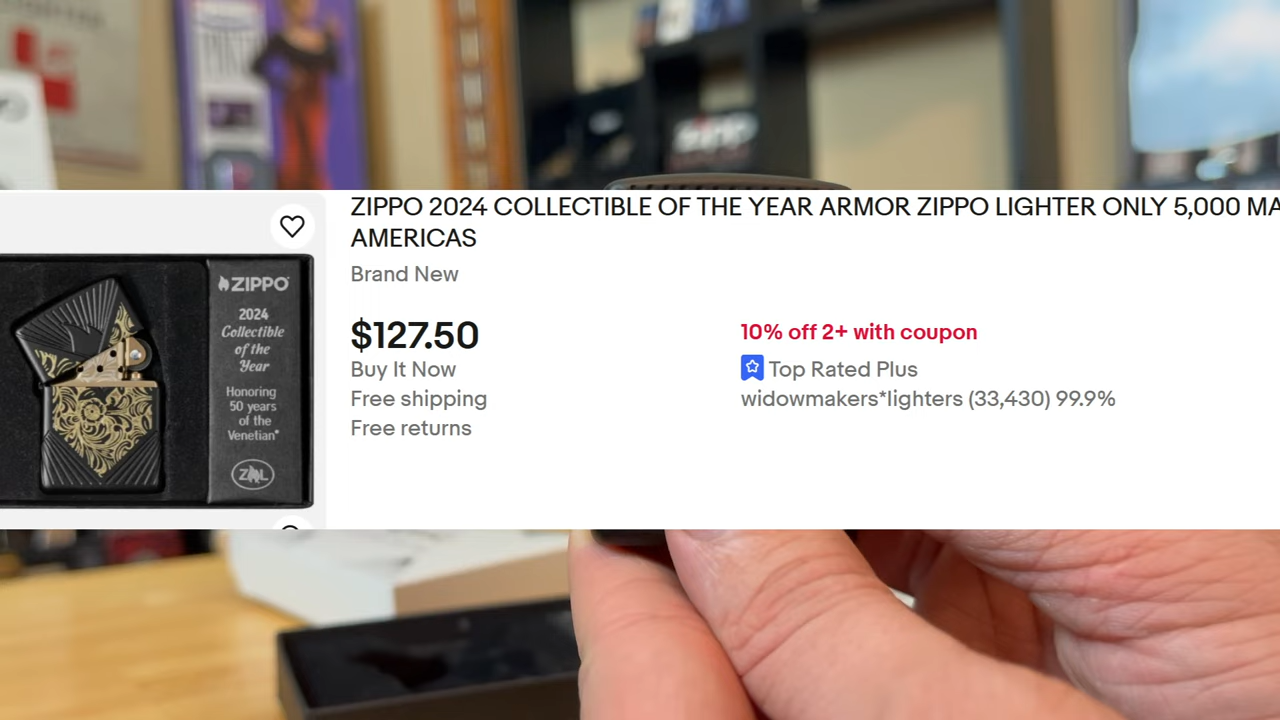 ZIPPO 2024 COLLECTIBLE OF THE YEAR ARMOR ZIPPO LIGHTER ONLY 5,000 MA
AMERICAS
Brand New
$127.50
Buy It Now
Free shipping
Free returns
10% off 2+ with coupon
Top Rated Plus
widowmakers*lighters (33,430) 99.9%
ZIPPO
2024
Collectible
of the
Year
Honoring
50 years
of the
Venetian®